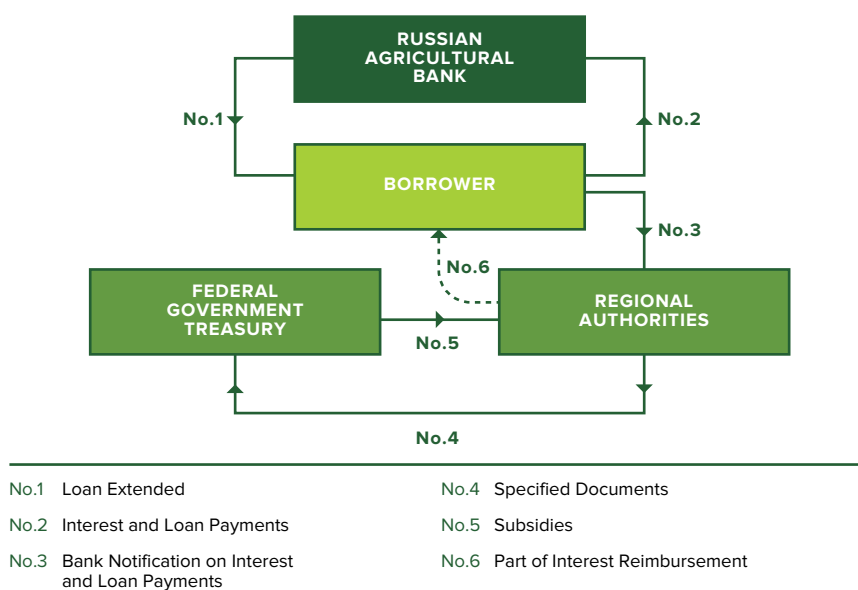 RUSSIAN
AGRICULTURAL
BANK
No.1
No.2
BORROWER
No.3
No.6
FEDERAL
GOVERNMENT
TREASURY
REGIONAL
AUTHORITIES
No.5
No.4
No.1 Loan Extended
No.2 Interest and Loan Payments
No.3 Bank Notification on Interest
and Loan Payments
No.4 Specified Documents
No.5 Subsidies
No.6 Part of Interest Reimbursement